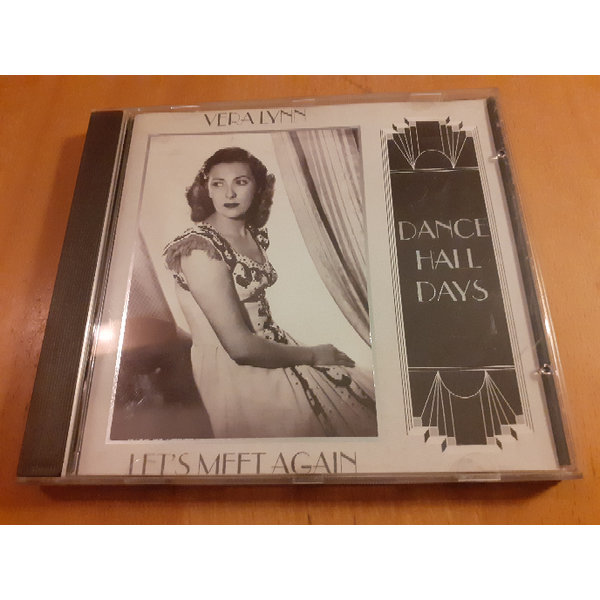 VERA LYNN
DANCE
HALL
DAYS
LET'S MEET AGAIN